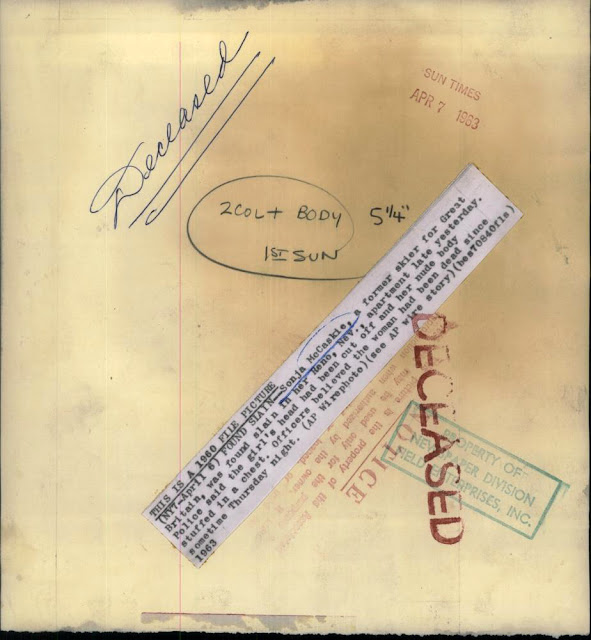 Deceased
SUN TIMES
APR 7 1963
2COL + BODY 5 1/4"
1ST SUN
THIS IS A 1960 FILE PICTURE
(NY7-April 6) FOUND SLAIN--Sonja McCaskie, a former skier for Great
Britain, was found slain in her Reno, Nev., apartment late yesterday.
Police said the girl's head had been cut off and her nude body
stuffed in a chest. Officers believed the woman had been dead since
sometime Thursday night. (AP Wirephoto)(see AP wire story)(bes70840fls)
1963
DECEASED
NOTICE
PROPERTY OF
NEWSPAPER DIVISION
FIELD ENTERPRISES, INC.